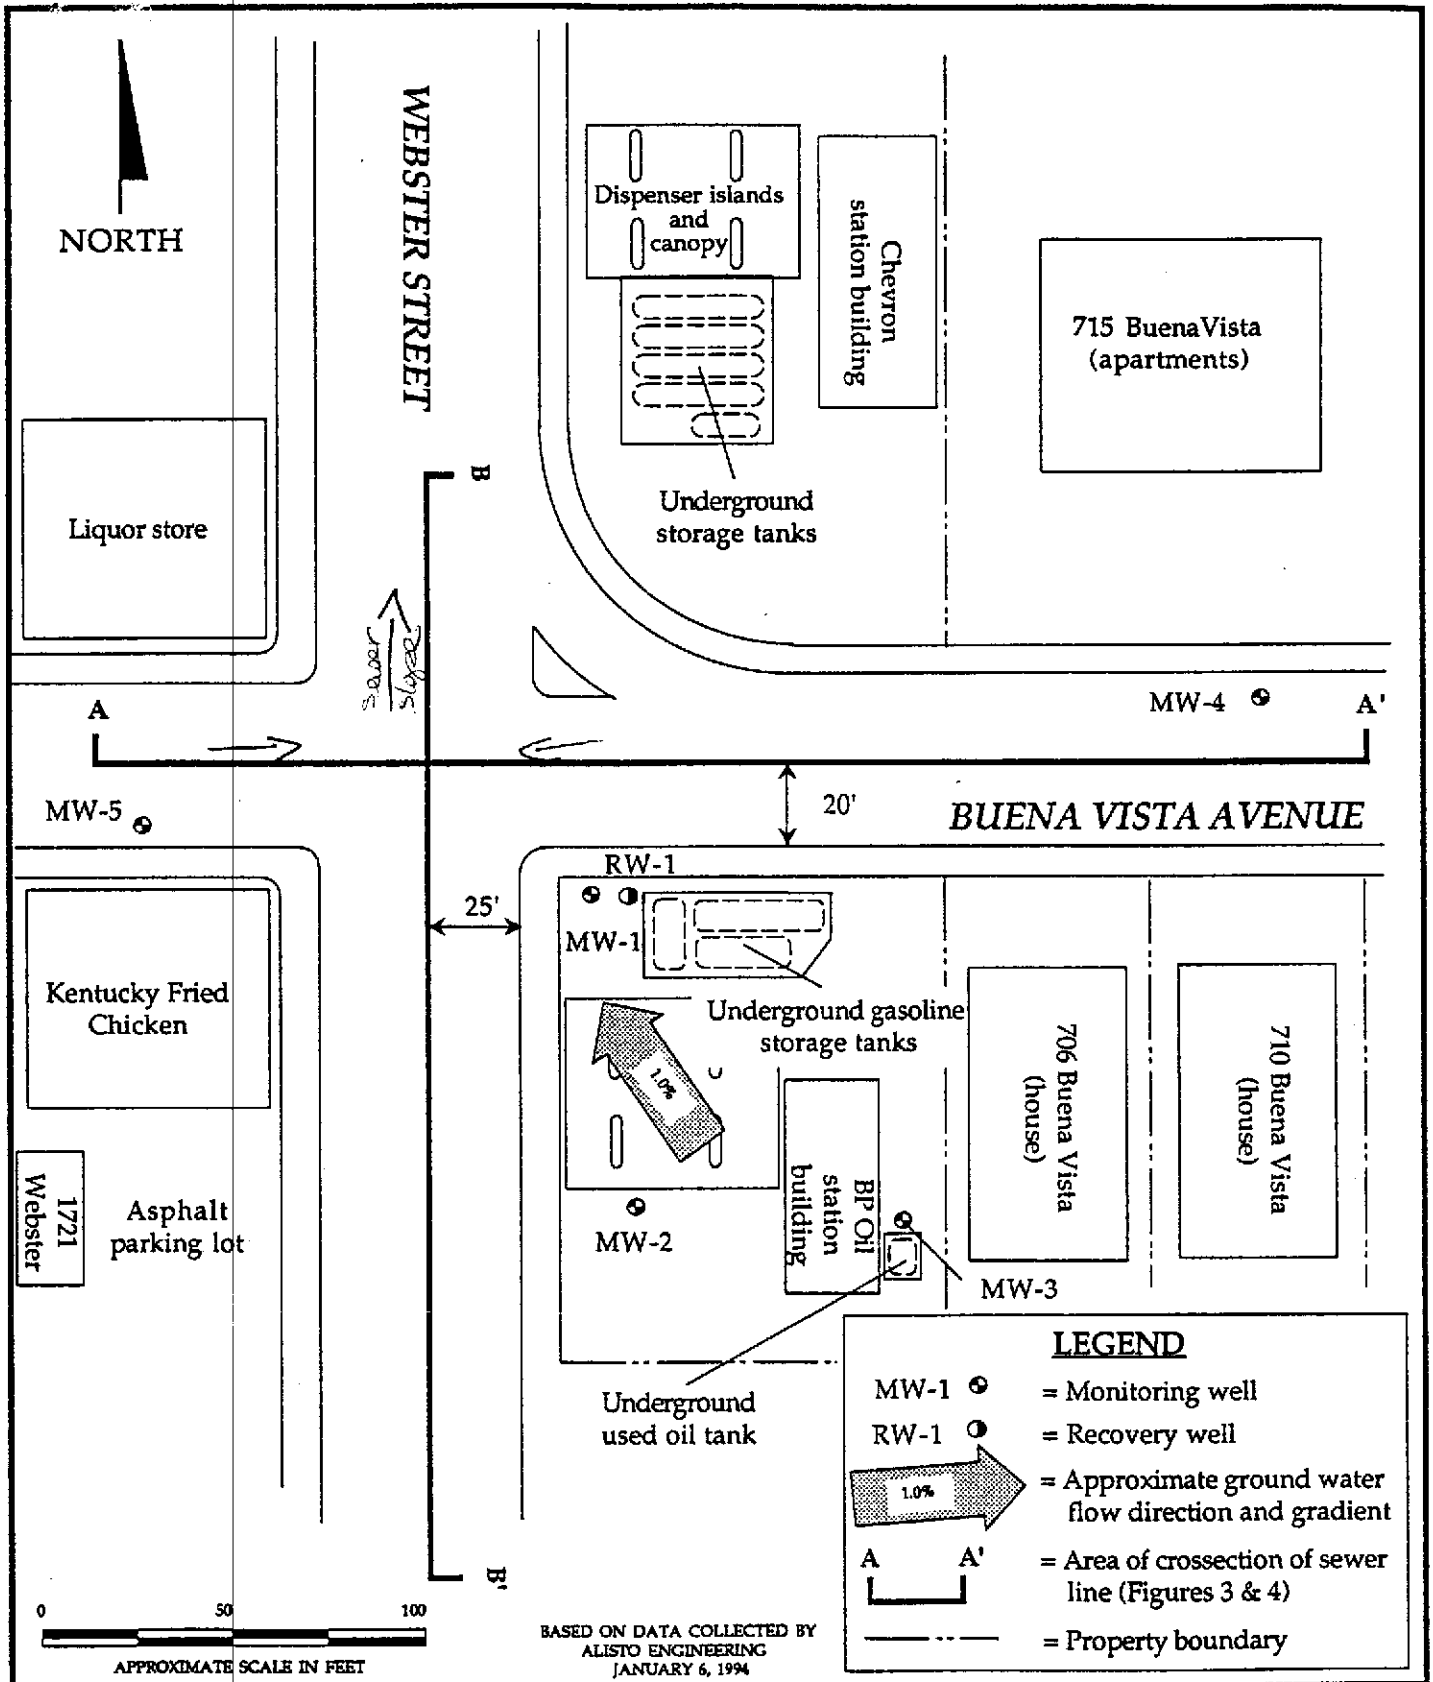 NORTH
WEBSTER STREET
Dispenser islands
and
canopy
Chevron
station building
715 BuenaVista
(apartments)
Underground
storage tanks
Liquor store
B
sewer
slope
A
MW-4
A'
MW-5
20'
BUENA VISTA AVENUE
RW-1
25'
MW-1
Kentucky Fried
Chicken
Underground gasoline
storage tanks
1.0%
706 Buena Vista
(house)
710 Buena Vista
(house)
1721
Webster
Asphalt
parking lot
MW-2
BP Oil
station
building
MW-3
Underground
used oil tank
LEGEND
MW-1 = Monitoring well
RW-1 = Recovery well
1.0% = Approximate ground water
flow direction and gradient
A A' = Area of crossection of sewer
line (Figures 3 & 4)
= Property boundary
B'
0 50 100
APPROXIMATE SCALE IN FEET
BASED ON DATA COLLECTED BY
ALISTO ENGINEERING
JANUARY 6, 1994